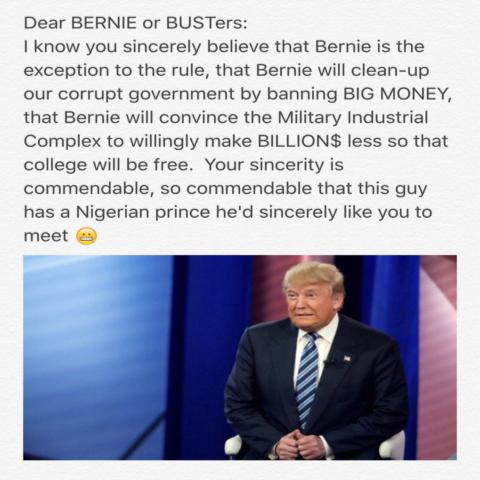 Dear BERNIE or BUSTers:
I know you sincerely believe that Bernie is the
exception to the rule, that Bernie will clean-up
our corrupt government by banning BIG MONEY,
that Bernie will convince the Military Industrial
Complex to willingly make BILLION$ less so that
college will be free.  Your sincerity is
commendable, so commendable that this guy
has a Nigerian prince he'd sincerely like you to
meet 😬